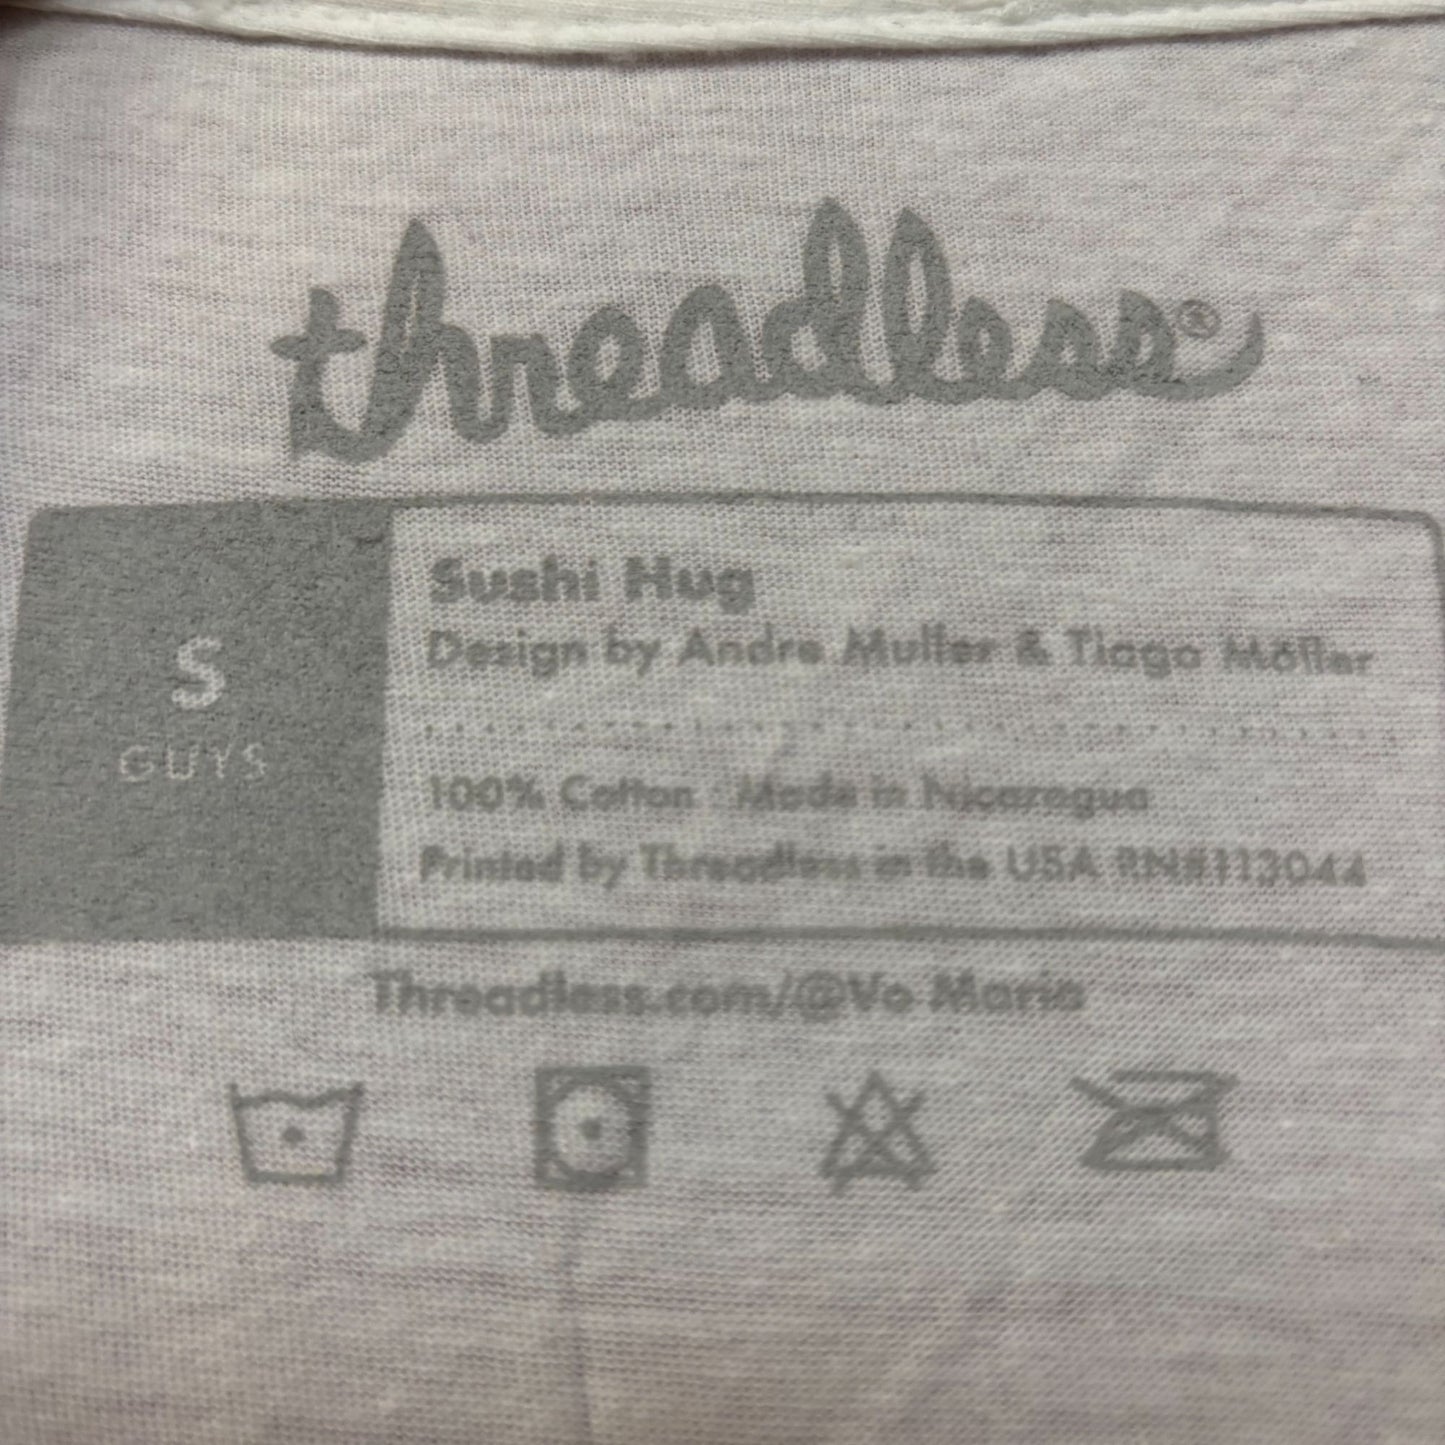 threadless®
S
GUYS
Sushi Hug
Design by Andre Muller & Tiago Möller
100% Cotton Made in Nicaragua
Printed by Threadless in the USA RN#113044
Threadless.com/@Vo Maria